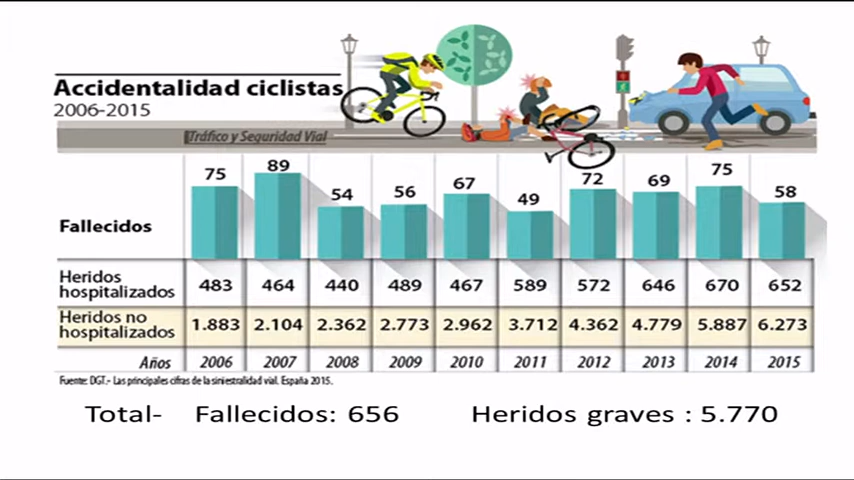 Accidentalidad ciclistas
2006-2015
Tráfico y Seguridad Vial
75 89 54 56 67 49 72 69 75 58
Fallecidos
Heridos
hospitalizados 483 464 440 489 467 589 572 646 670 652
Heridos no
hospitalizados 1.883 2.104 2.362 2.773 2.962 3.712 4.362 4.779 5.887 6.273
Años 2006 2007 2008 2009 2010 2011 2012 2013 2014 2015
Fuente: DGT.- Las principales cifras de la siniestralidad vial. España 2015.
Total- Fallecidos: 656 Heridos graves : 5.770